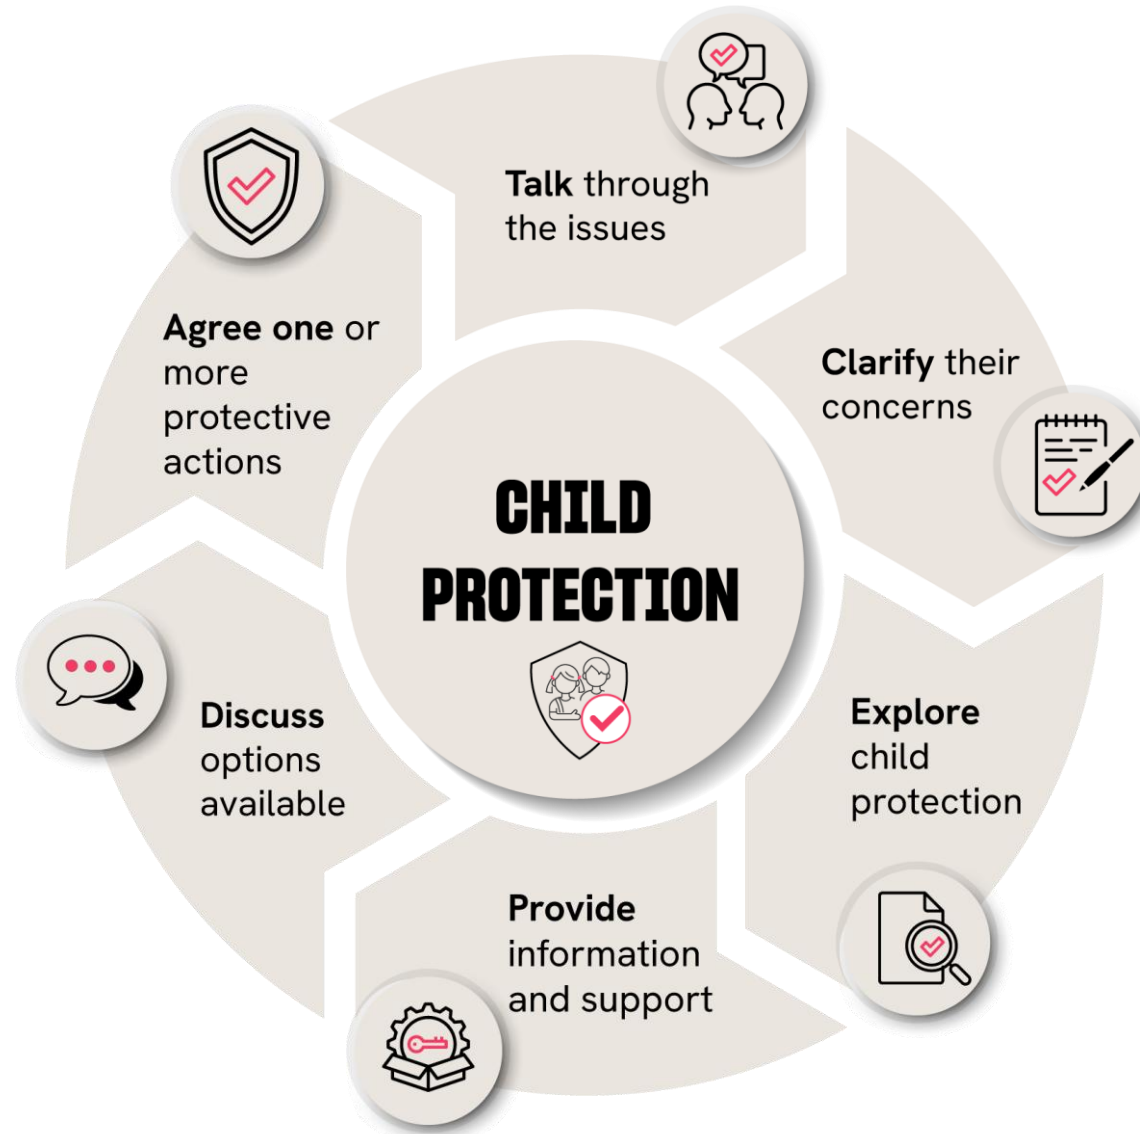 CHILD
PROTECTION
Talk through
the issues
Clarify their
concerns
Explore
child
protection
Provide
information
and support
Discuss
options
available
Agree one or
more
protective
actions